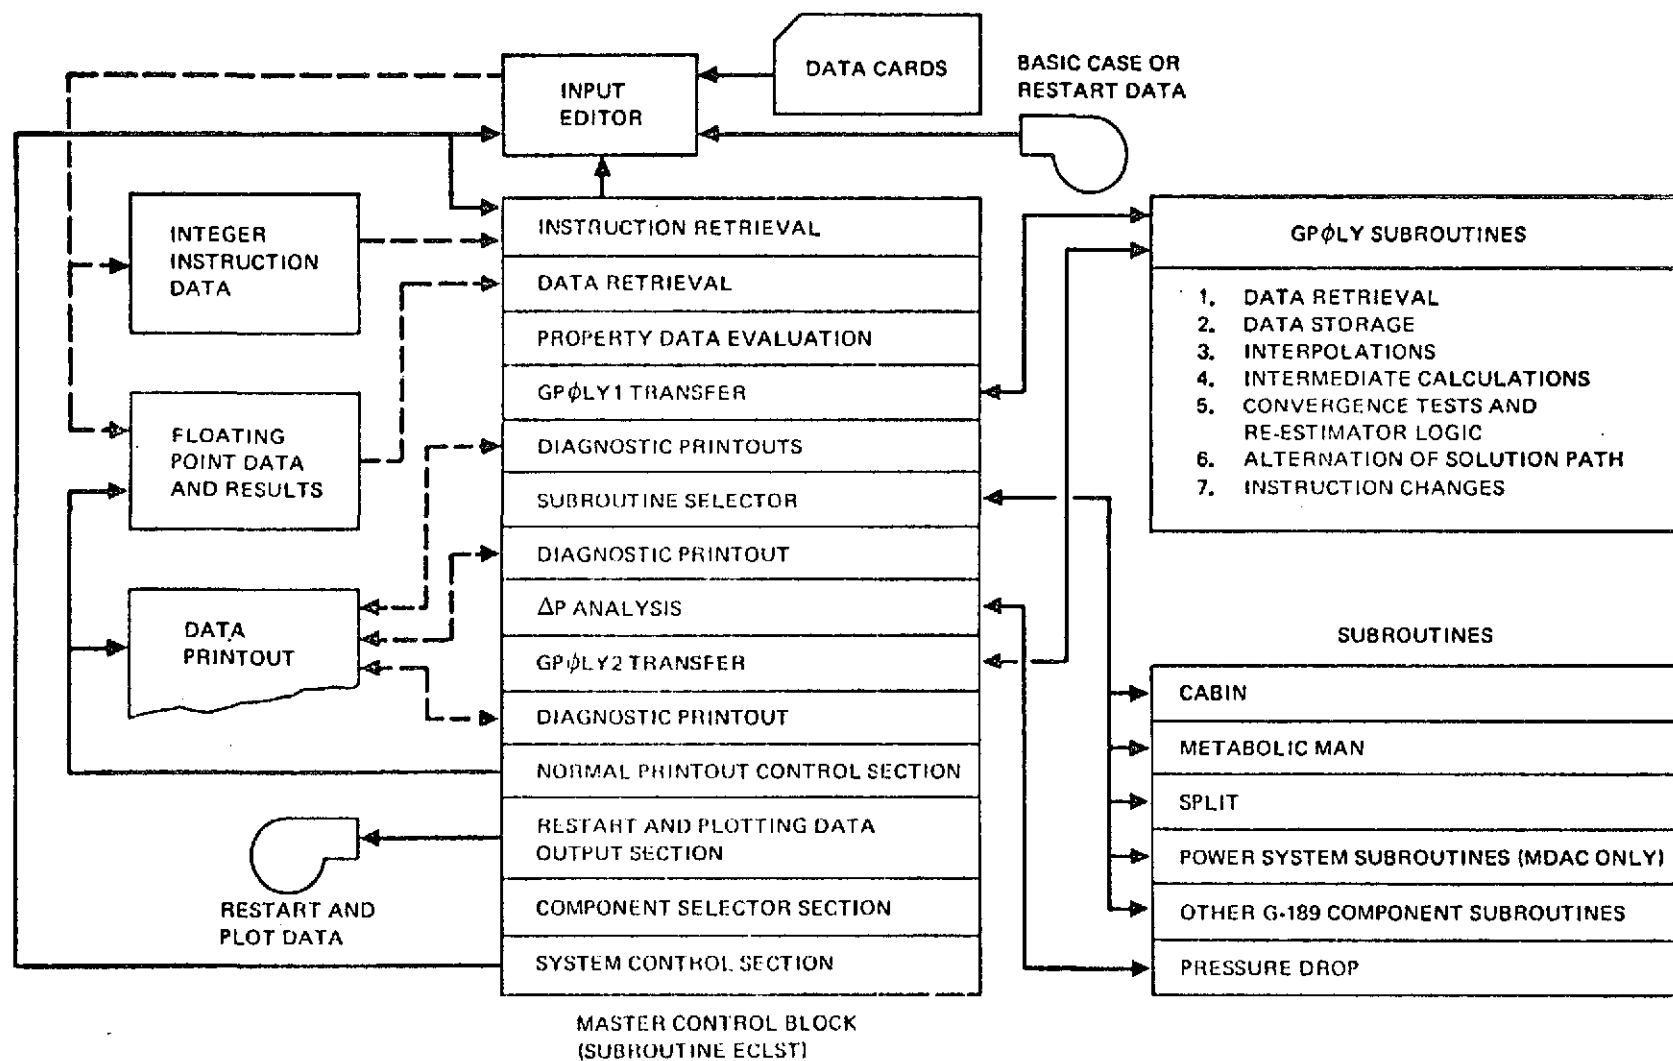 DATA CARDS
BASIC CASE OR
RESTART DATA
INPUT
EDITOR
INTEGER
INSTRUCTION
DATA
FLOATING
POINT DATA
AND RESULTS
DATA
PRINTOUT
RESTART AND
PLOT DATA
INSTRUCTION RETRIEVAL
DATA RETRIEVAL
PROPERTY DATA EVALUATION
GPϕLY1 TRANSFER
DIAGNOSTIC PRINTOUTS
SUBROUTINE SELECTOR
DIAGNOSTIC PRINTOUT
ΔP ANALYSIS
GPϕLY2 TRANSFER
DIAGNOSTIC PRINTOUT
NORMAL PRINTOUT CONTROL SECTION
RESTART AND PLOTTING DATA
OUTPUT SECTION
COMPONENT SELECTOR SECTION
SYSTEM CONTROL SECTION
MASTER CONTROL BLOCK
(SUBROUTINE ECLST)
GPϕLY SUBROUTINES
1. DATA RETRIEVAL
2. DATA STORAGE
3. INTERPOLATIONS
4. INTERMEDIATE CALCULATIONS
5. CONVERGENCE TESTS AND
RE-ESTIMATOR LOGIC
6. ALTERNATION OF SOLUTION PATH
7. INSTRUCTION CHANGES
SUBROUTINES
CABIN
METABOLIC MAN
SPLIT
POWER SYSTEM SUBROUTINES (MDAC ONLY)
OTHER G-189 COMPONENT SUBROUTINES
PRESSURE DROP